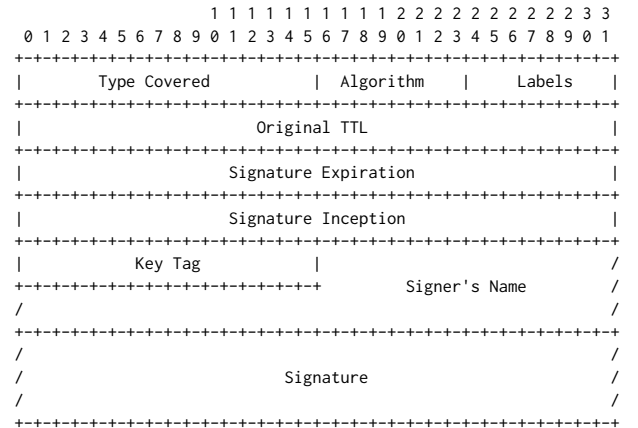 1 1 1 1 1 1 1 1 1 1 2 2 2 2 2 2 2 2 2 2 3 3
 0 1 2 3 4 5 6 7 8 9 0 1 2 3 4 5 6 7 8 9 0 1 2 3 4 5 6 7 8 9 0 1
+-+-+-+-+-+-+-+-+-+-+-+-+-+-+-+-+-+-+-+-+-+-+-+-+-+-+-+-+-+-+-+-+
|        Type Covered           |  Algorithm    |     Labels    |
+-+-+-+-+-+-+-+-+-+-+-+-+-+-+-+-+-+-+-+-+-+-+-+-+-+-+-+-+-+-+-+-+
|                         Original TTL                          |
+-+-+-+-+-+-+-+-+-+-+-+-+-+-+-+-+-+-+-+-+-+-+-+-+-+-+-+-+-+-+-+-+
|                      Signature Expiration                     |
+-+-+-+-+-+-+-+-+-+-+-+-+-+-+-+-+-+-+-+-+-+-+-+-+-+-+-+-+-+-+-+-+
|                      Signature Inception                      |
+-+-+-+-+-+-+-+-+-+-+-+-+-+-+-+-+-+-+-+-+-+-+-+-+-+-+-+-+-+-+-+-+
|            Key Tag            |                               /
+-+-+-+-+-+-+-+-+-+-+-+-+-+-+-+-+         Signer's Name         /
/                                                               /
+-+-+-+-+-+-+-+-+-+-+-+-+-+-+-+-+-+-+-+-+-+-+-+-+-+-+-+-+-+-+-+-+
/                                                               /
/                            Signature                          /
/                                                               /
+-+-+-+-+-+-+-+-+-+-+-+-+-+-+-+-+-+-+-+-+-+-+-+-+-+-+-+-+-+-+-+-+